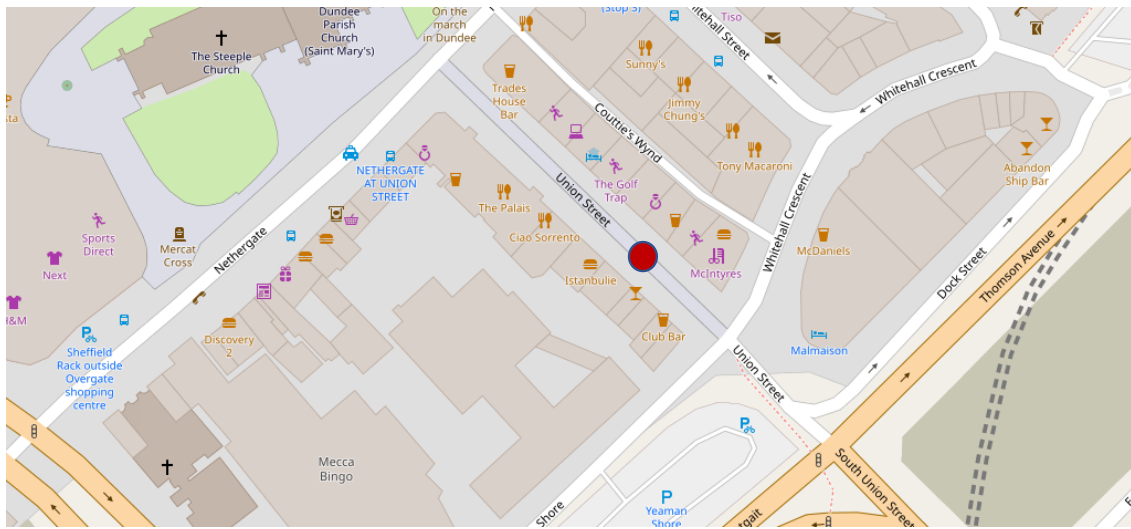 Dundee
Parish
Church
(Saint Mary's)
On the
march
in Dundee
(Stop 3)
Whitehall Street
Tiso
The Steeple
Church
Sunny's
Whitehall Crescent
Trades
House
Bar
Jimmy
Chung's
Couttie's Wynd
Tony Macaroni
Abandon
Ship Bar
NETHERGATE
AT UNION
STREET
The Golf
Trap
Union Street
The Palais
Ciao Sorrento
Sports
Direct
Mercat
Cross
Nethergate
Next
Istanbulie
McIntyres
Whitehall Crescent
McDaniels
Dock Street
Thomson Avenue
H&M
Discovery
2
Club Bar
Malmaison
Sheffield
Rack outside
Overgate
shopping
centre
Union Street
Mecca
Bingo
South Union Street
Yeaman
Shore
Shore